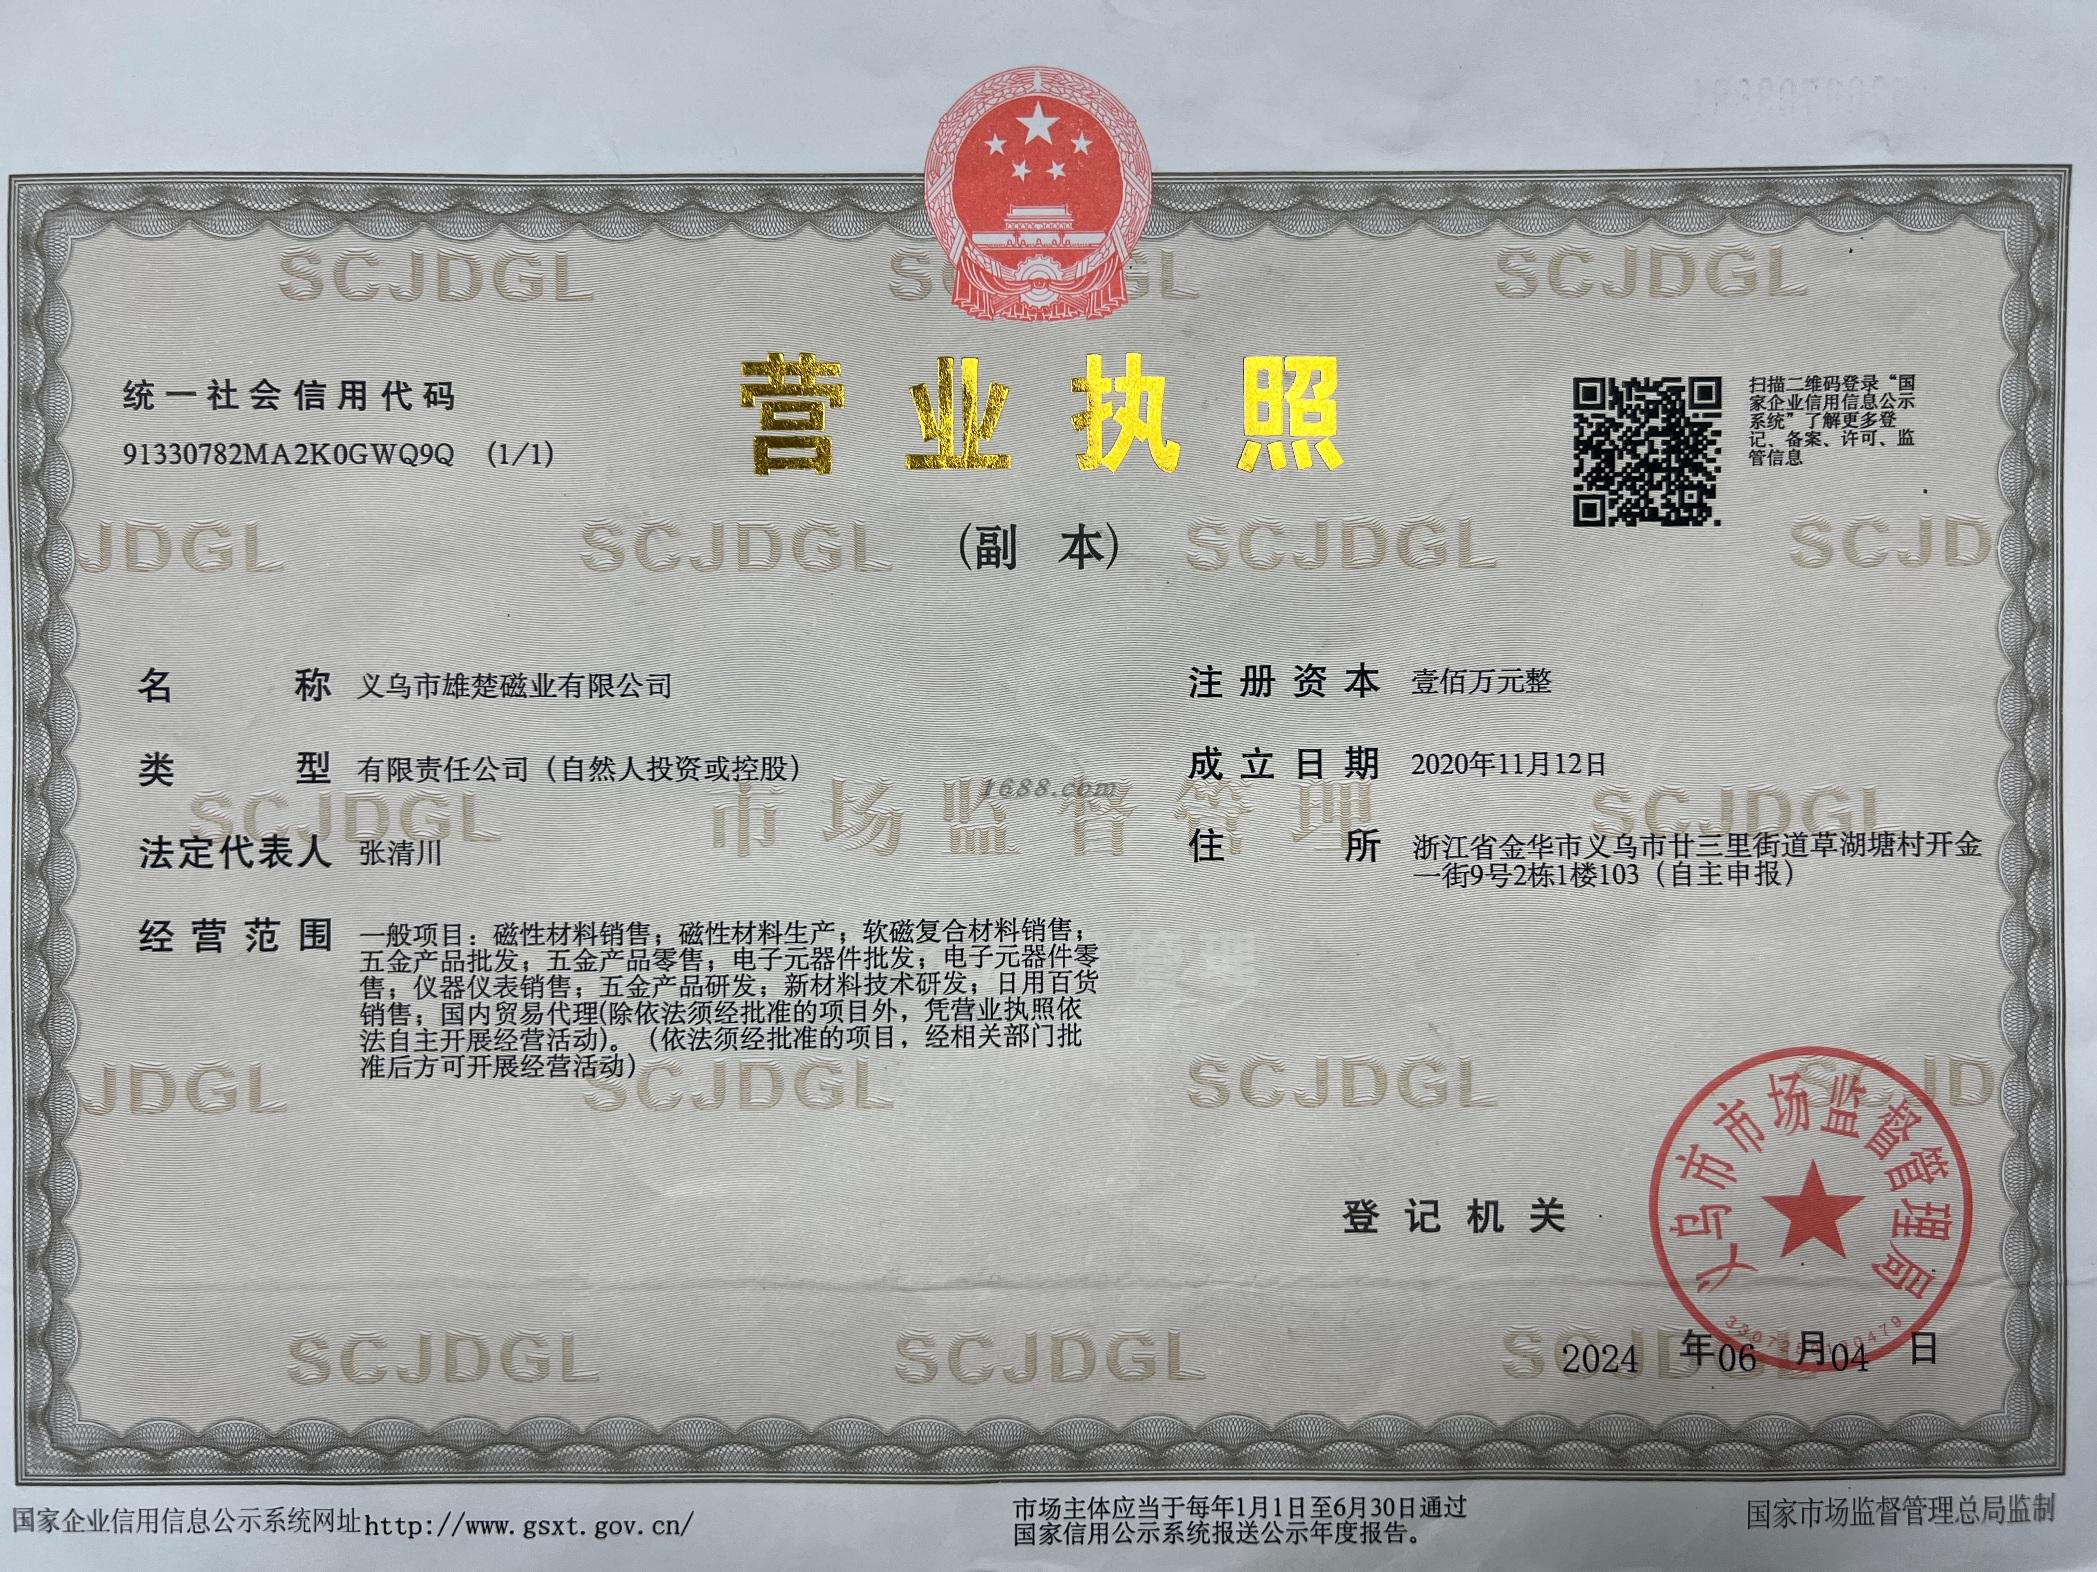 营业执照
(副 本)
统一社会信用代码
91330782MA2K0GWQ9Q (1/1)
扫描二维码登录“国
家企业信用信息公示
系统”了解更多登
记、备案、许可、监
管信息
名 称 义乌市雄楚磁业有限公司
类 型 有限责任公司（自然人投资或控股）
法定代表人 张清川
经营范围 一般项目：磁性材料销售；磁性材料生产；软磁复合材料销售；
五金产品批发；五金产品零售；电子元器件批发；电子元器件零
售；仪器仪表销售；五金产品研发；新材料技术研发；日用百货
销售；国内贸易代理(除依法须经批准的项目外，凭营业执照依
法自主开展经营活动)。（依法须经批准的项目，经相关部门批
准后方可开展经营活动）
注册资本 壹佰万元整
成立日期 2020年11月12日
住 所 浙江省金华市义乌市廿三里街道草湖塘村开金
一街9号2栋1楼103（自主申报）
市场监督管理
1688.com
SCJDGL
登记机关
义乌市市场监督管理局
2024 年06 月04 日
国家企业信用信息公示系统网址http://www.gsxt.gov.cn/
市场主体应当于每年1月1日至6月30日通过
国家信用公示系统报送公示年度报告。
国家市场监督管理总局监制